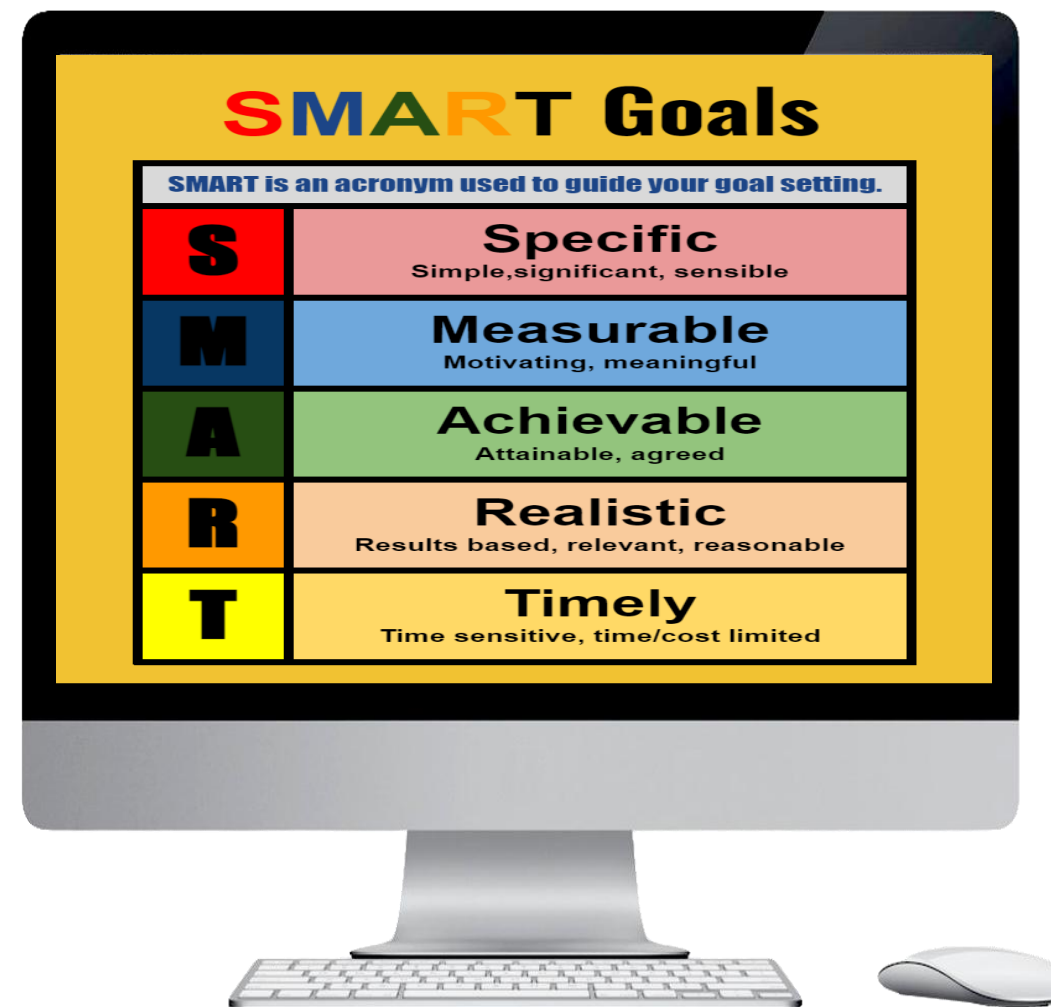 SMART Goals
SMART is an acronym used to guide your goal setting.
S
Specific
Simple,significant, sensible
M
Measurable
Motivating, meaningful
A
Achievable
Attainable, agreed
R
Realistic
Results based, relevant, reasonable
T
Timely
Time sensitive, time/cost limited